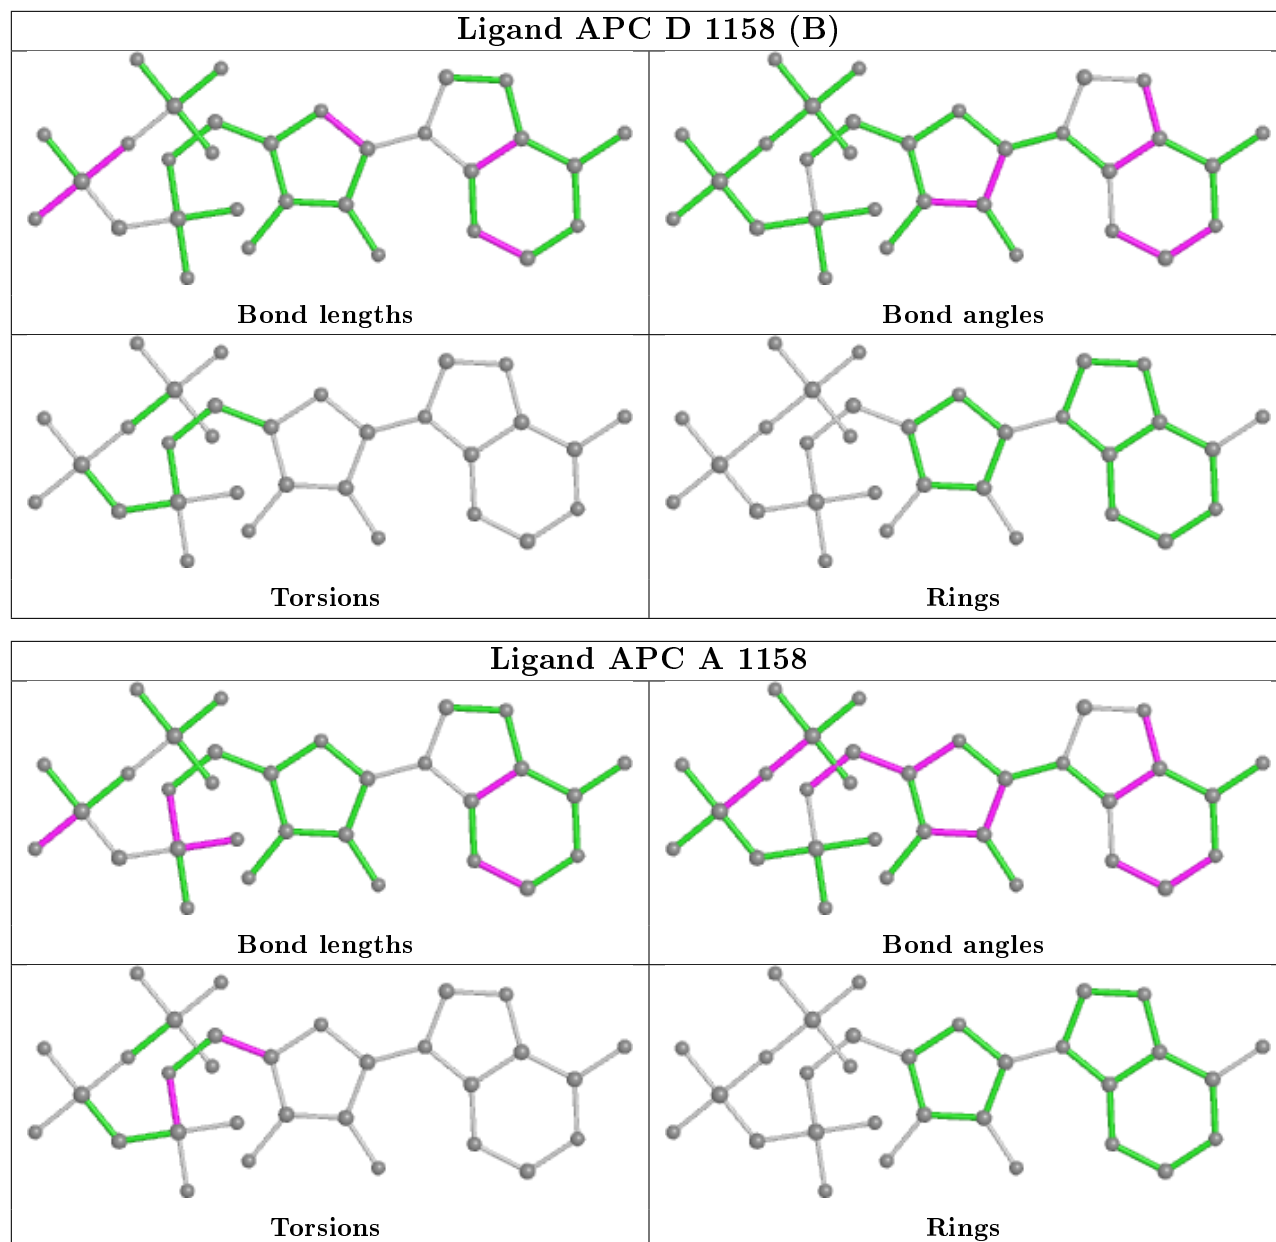 Ligand APC D 1158 (B)
Bond lengths
Bond angles
Torsions
Rings
Ligand APC A 1158
Bond lengths
Bond angles
Torsions
Rings